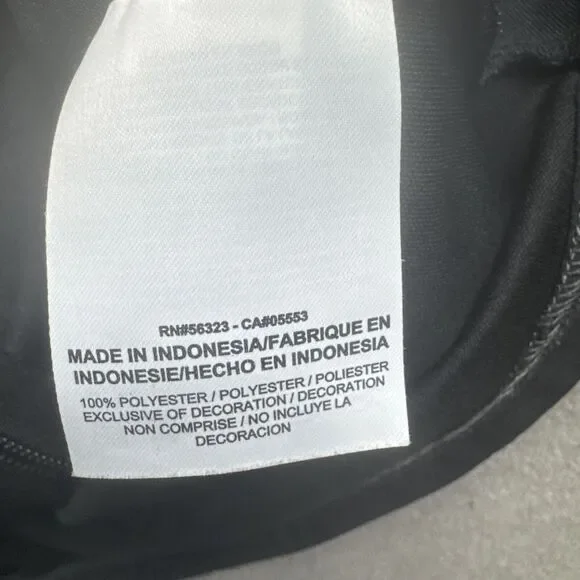 RN#56323 - CA#05553
MADE IN INDONESIA/FABRIQUE EN
INDONESIE/HECHO EN INDONESIA
100% POLYESTER / POLYESTER / POLIESTER
EXCLUSIVE OF DECORATION / DECORATION
NON COMPRISE / NO INCLUYE LA
DECORACION